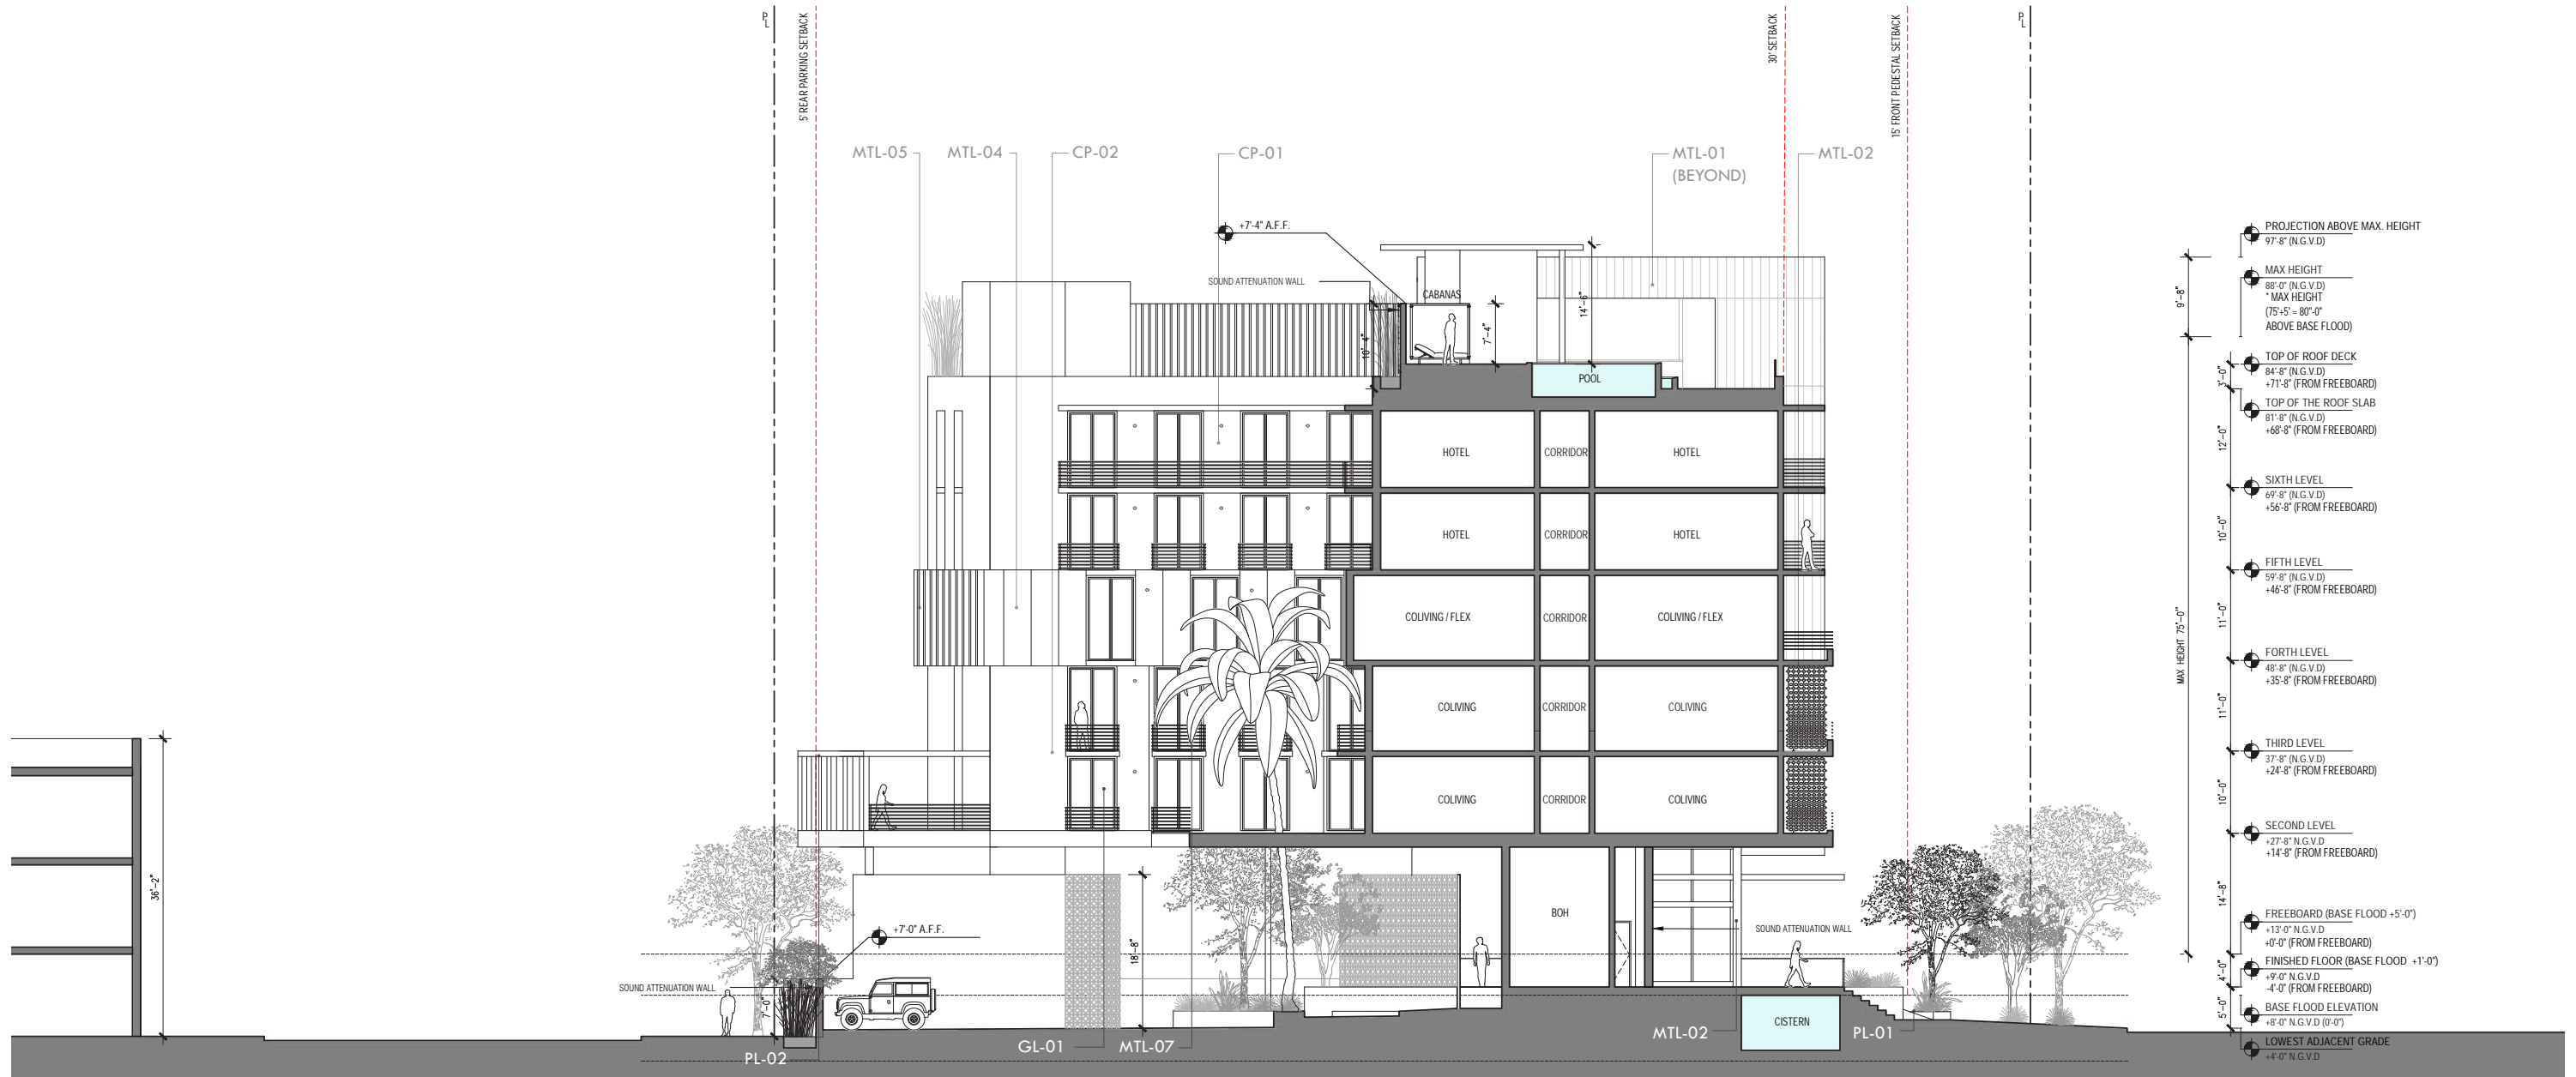 PL
5' REAR PARKING SETBACK
30' SETBACK
15' FRONT PEDESTAL SETBACK
PL
MTL-05
MTL-04
CP-02
CP-01
MTL-01
(BEYOND)
MTL-02
+7'-4" A.F.F.
SOUND ATTENUATION WALL
CABANAS
10'-4"
7'-4"
14'-6"
POOL
HOTEL
CORRIDOR
HOTEL
HOTEL
CORRIDOR
HOTEL
COLIVING / FLEX
CORRIDOR
COLIVING / FLEX
COLIVING
CORRIDOR
COLIVING
COLIVING
CORRIDOR
COLIVING
BOH
SOUND ATTENUATION WALL
36'-2"
+7'-0" A.F.F.
18'-8"
SOUND ATTENUATION WALL
7'-0"
PL-02
GL-01
MTL-07
MTL-02
CISTERN
PL-01
9'-8"
MAX HEIGHT 75'-0"
3'-0"
12'-0"
10'-0"
11'-0"
11'-0"
10'-0"
14'-8"
4'-0"
5'-0"
PROJECTION ABOVE MAX. HEIGHT
97'-8" (N.G.V.D)
MAX HEIGHT
88'-0" (N.G.V.D)
* MAX HEIGHT
(75'+5' = 80"-0"
ABOVE BASE FLOOD)
TOP OF ROOF DECK
84'-8" (N.G.V.D)
+71'-8" (FROM FREEBOARD)
TOP OF THE ROOF SLAB
81'-8" (N.G.V.D)
+68'-8" (FROM FREEBOARD)
SIXTH LEVEL
69'-8" (N.G.V.D)
+56'-8" (FROM FREEBOARD)
FIFTH LEVEL
59'-8" (N.G.V.D)
+46'-8" (FROM FREEBOARD)
FORTH LEVEL
48'-8" (N.G.V.D)
+35'-8" (FROM FREEBOARD)
THIRD LEVEL
37'-8" (N.G.V.D)
+24'-8" (FROM FREEBOARD)
SECOND LEVEL
+27'-8" N.G.V.D
+14'-8" (FROM FREEBOARD)
FREEBOARD (BASE FLOOD +5'-0")
+13'-0" N.G.V.D
+0'-0" (FROM FREEBOARD)
FINISHED FLOOR (BASE FLOOD +1'-0")
+9'-0" N.G.V.D
-4'-0" (FROM FREEBOARD)
BASE FLOOD ELEVATION
+8'-0" N.G.V.D (0'-0")
LOWEST ADJACENT GRADE
+4'-0" N.G.V.D